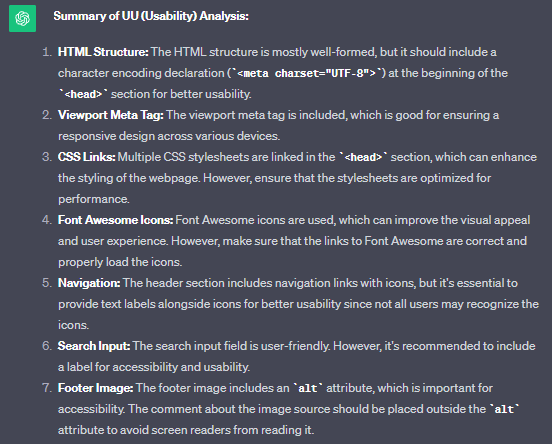 Summary of UU (Usability) Analysis:
1. HTML Structure: The HTML structure is mostly well-formed, but it should include a
character encoding declaration (`<meta charset="UTF-8">`) at the beginning of the
`<head>` section for better usability.
2. Viewport Meta Tag: The viewport meta tag is included, which is good for ensuring a
responsive design across various devices.
3. CSS Links: Multiple CSS stylesheets are linked in the `<head>` section, which can enhance
the styling of the webpage. However, ensure that the stylesheets are optimized for
performance.
4. Font Awesome Icons: Font Awesome icons are used, which can improve the visual appeal
and user experience. However, make sure that the links to Font Awesome are correct and
properly load the icons.
5. Navigation: The header section includes navigation links with icons, but it's essential to
provide text labels alongside icons for better usability since not all users may recognize the
icons.
6. Search Input: The search input field is user-friendly. However, it's recommended to include
a label for accessibility and usability.
7. Footer Image: The footer image includes an `alt` attribute, which is important for
accessibility. The comment about the image source should be placed outside the `alt`
attribute to avoid screen readers from reading it.